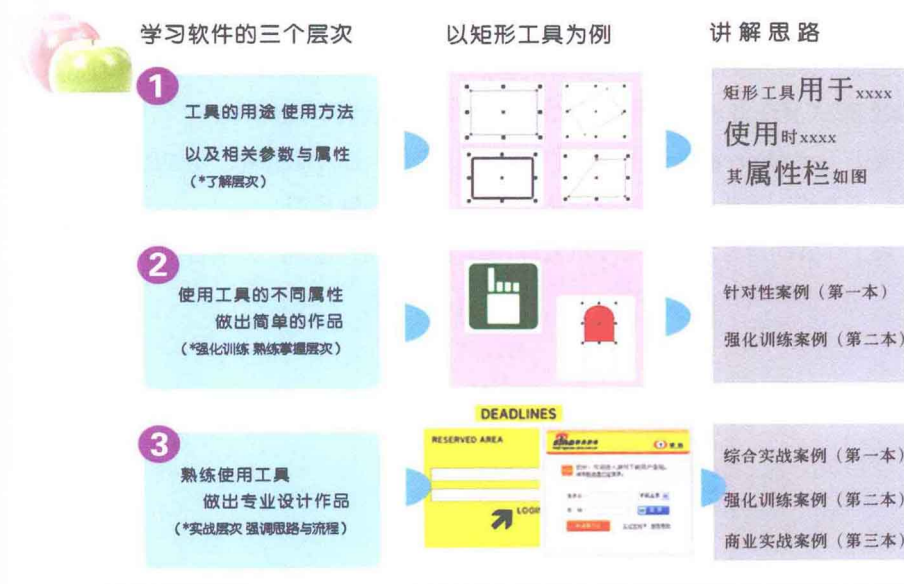 学习软件的三个层次
以矩形工具为例
讲解思路
1
工具的用途 使用方法
以及相关参数与属性
(*了解层次)
矩形工具用于xxxx
使用时xxxx
其属性栏如图
2
使用工具的不同属性
做出简单的作品
(*强化训练 熟练掌握层次)
针对性案例（第一本）
强化训练案例（第二本）
3
熟练使用工具
做出专业设计作品
(*实战层次 强调思路与流程)
DEADLINES
RESERVED AREA
LOGIN
综合实战案例（第一本）
强化训练案例（第二本）
商业实战案例（第三本）